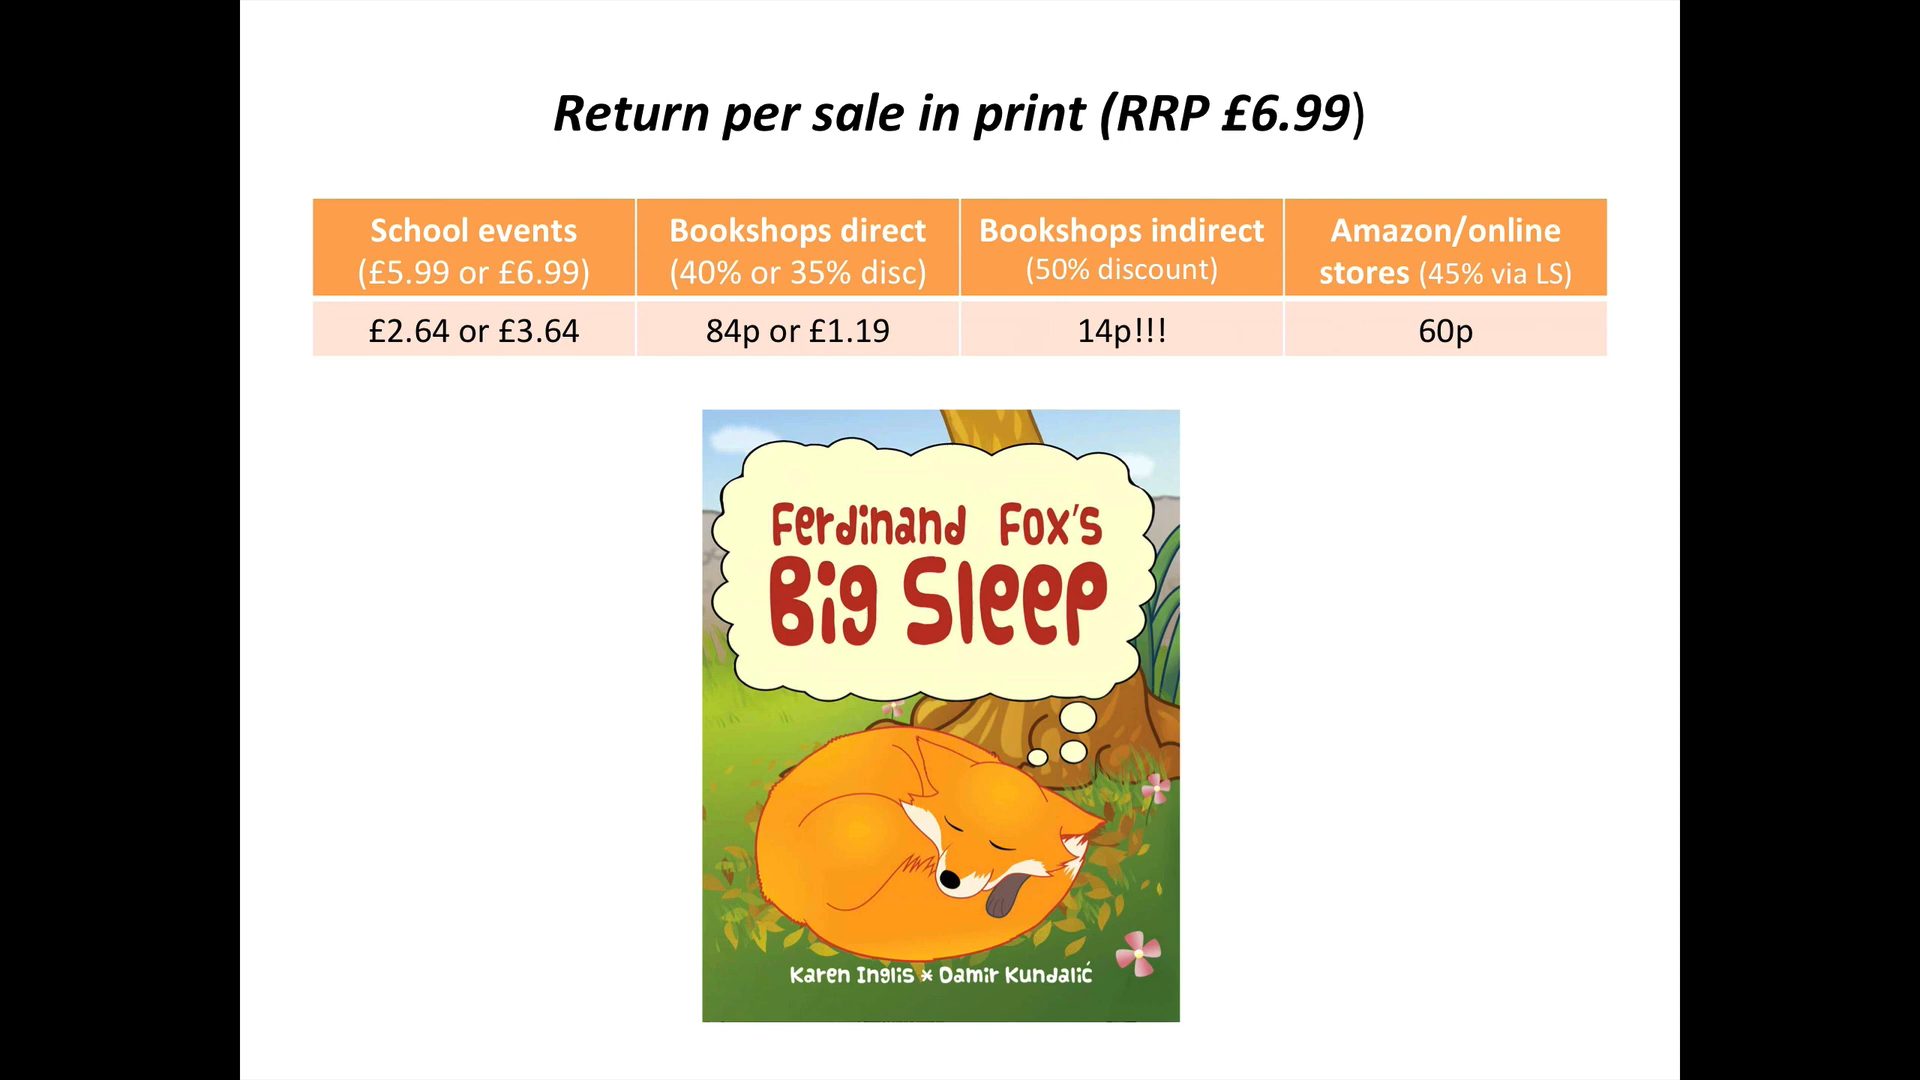 Return per sale in print (RRP £6.99)
School events
(£5.99 or £6.99)
Bookshops direct
(40% or 35% disc)
Bookshops indirect
(50% discount)
Amazon/online
stores (45% via LS)
£2.64 or £3.64
84p or £1.19
14p!!!
60p
Ferdinand Fox's
Big Sleep
Karen Inglis × Damir Kundalić